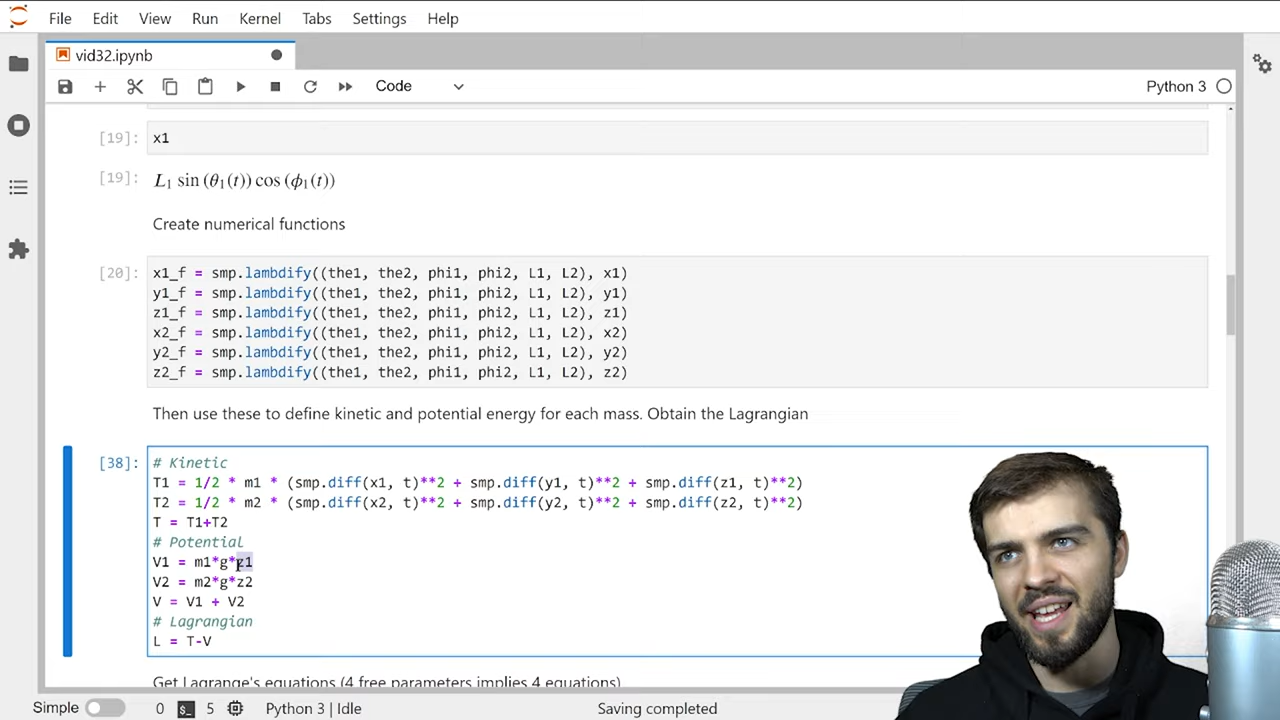 File Edit View Run Kernel Tabs Settings Help
vid32.ipynb
Code
Python 3
[19]: x1
[19]: L₁ sin (θ₁(t)) cos (ϕ₁(t))
Create numerical functions
[20]: x1_f = smp.lambdify((the1, the2, phi1, phi2, L1, L2), x1)
y1_f = smp.lambdify((the1, the2, phi1, phi2, L1, L2), y1)
z1_f = smp.lambdify((the1, the2, phi1, phi2, L1, L2), z1)
x2_f = smp.lambdify((the1, the2, phi1, phi2, L1, L2), x2)
y2_f = smp.lambdify((the1, the2, phi1, phi2, L1, L2), y2)
z2_f = smp.lambdify((the1, the2, phi1, phi2, L1, L2), z2)
Then use these to define kinetic and potential energy for each mass. Obtain the Lagrangian
[38]: # Kinetic
T1 = 1/2 * m1 * (smp.diff(x1, t)**2 + smp.diff(y1, t)**2 + smp.diff(z1, t)**2)
T2 = 1/2 * m2 * (smp.diff(x2, t)**2 + smp.diff(y2, t)**2 + smp.diff(z2, t)**2)
T = T1+T2
# Potential
V1 = m1*g*z1
V2 = m2*g*z2
V = V1 + V2
# Lagrangian
L = T-V
Get Lagrange's equations (4 free parameters implies 4 equations)
Simple 0 $_ 5 Python 3 | Idle Saving completed